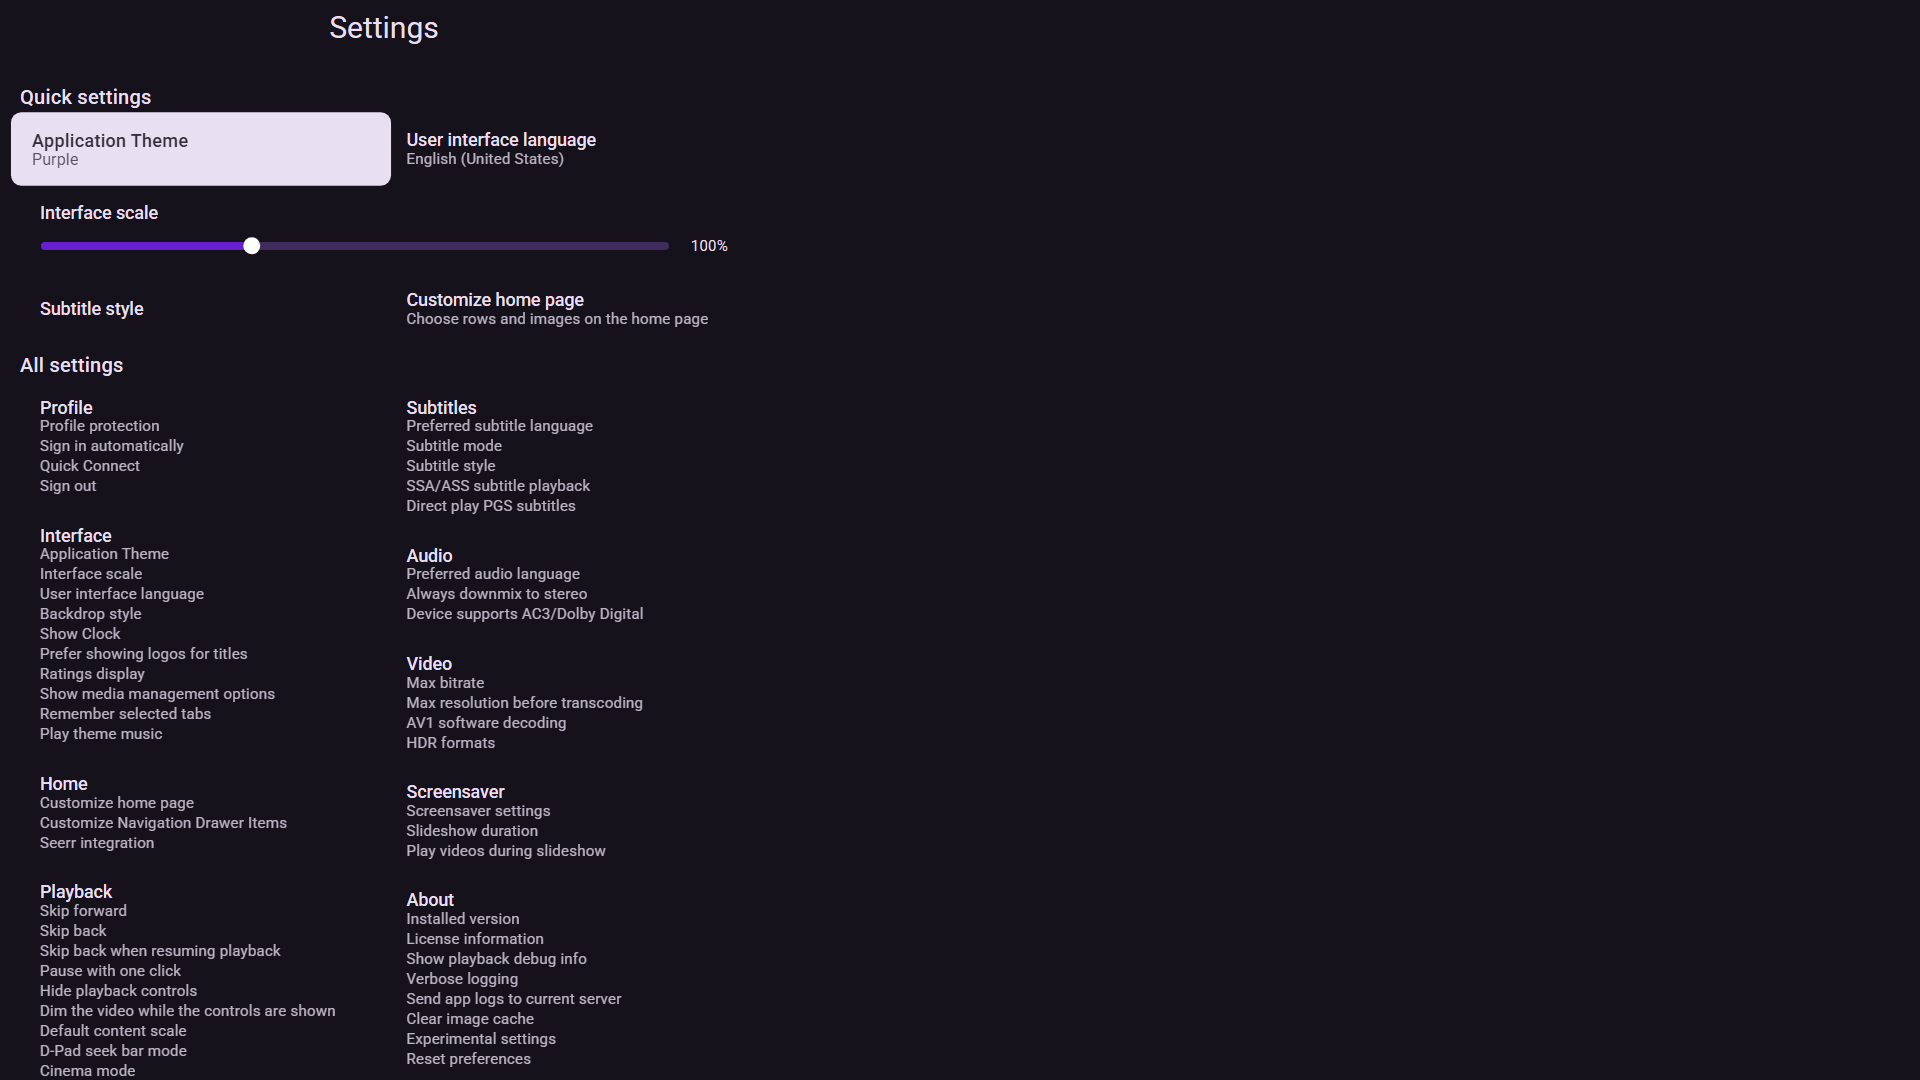 Settings
Quick settings
Application Theme
Purple
User interface language
English (United States)
Interface scale
100%
Subtitle style
Customize home page
Choose rows and images on the home page
All settings
Profile
Profile protection
Sign in automatically
Quick Connect
Sign out
Interface
Application Theme
Interface scale
User interface language
Backdrop style
Show Clock
Prefer showing logos for titles
Ratings display
Show media management options
Remember selected tabs
Play theme music
Home
Customize home page
Customize Navigation Drawer Items
Seerr integration
Playback
Skip forward
Skip back
Skip back when resuming playback
Pause with one click
Hide playback controls
Dim the video while the controls are shown
Default content scale
D-Pad seek bar mode
Cinema mode
Subtitles
Preferred subtitle language
Subtitle mode
Subtitle style
SSA/ASS subtitle playback
Direct play PGS subtitles
Audio
Preferred audio language
Always downmix to stereo
Device supports AC3/Dolby Digital
Video
Max bitrate
Max resolution before transcoding
AV1 software decoding
HDR formats
Screensaver
Screensaver settings
Slideshow duration
Play videos during slideshow
About
Installed version
License information
Show playback debug info
Verbose logging
Send app logs to current server
Clear image cache
Experimental settings
Reset preferences